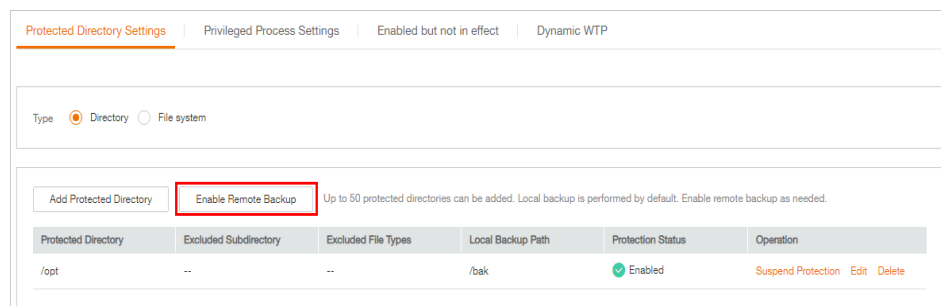 Protected Directory Settings Privileged Process Settings Enabled but not in effect Dynamic WTP
Type Directory File system
Add Protected Directory Enable Remote Backup Up to 50 protected directories can be added. Local backup is performed by default. Enable remote backup as needed.
Protected Directory Excluded Subdirectory Excluded File Types Local Backup Path Protection Status Operation
/opt -- -- /bak Enabled Suspend Protection Edit Delete